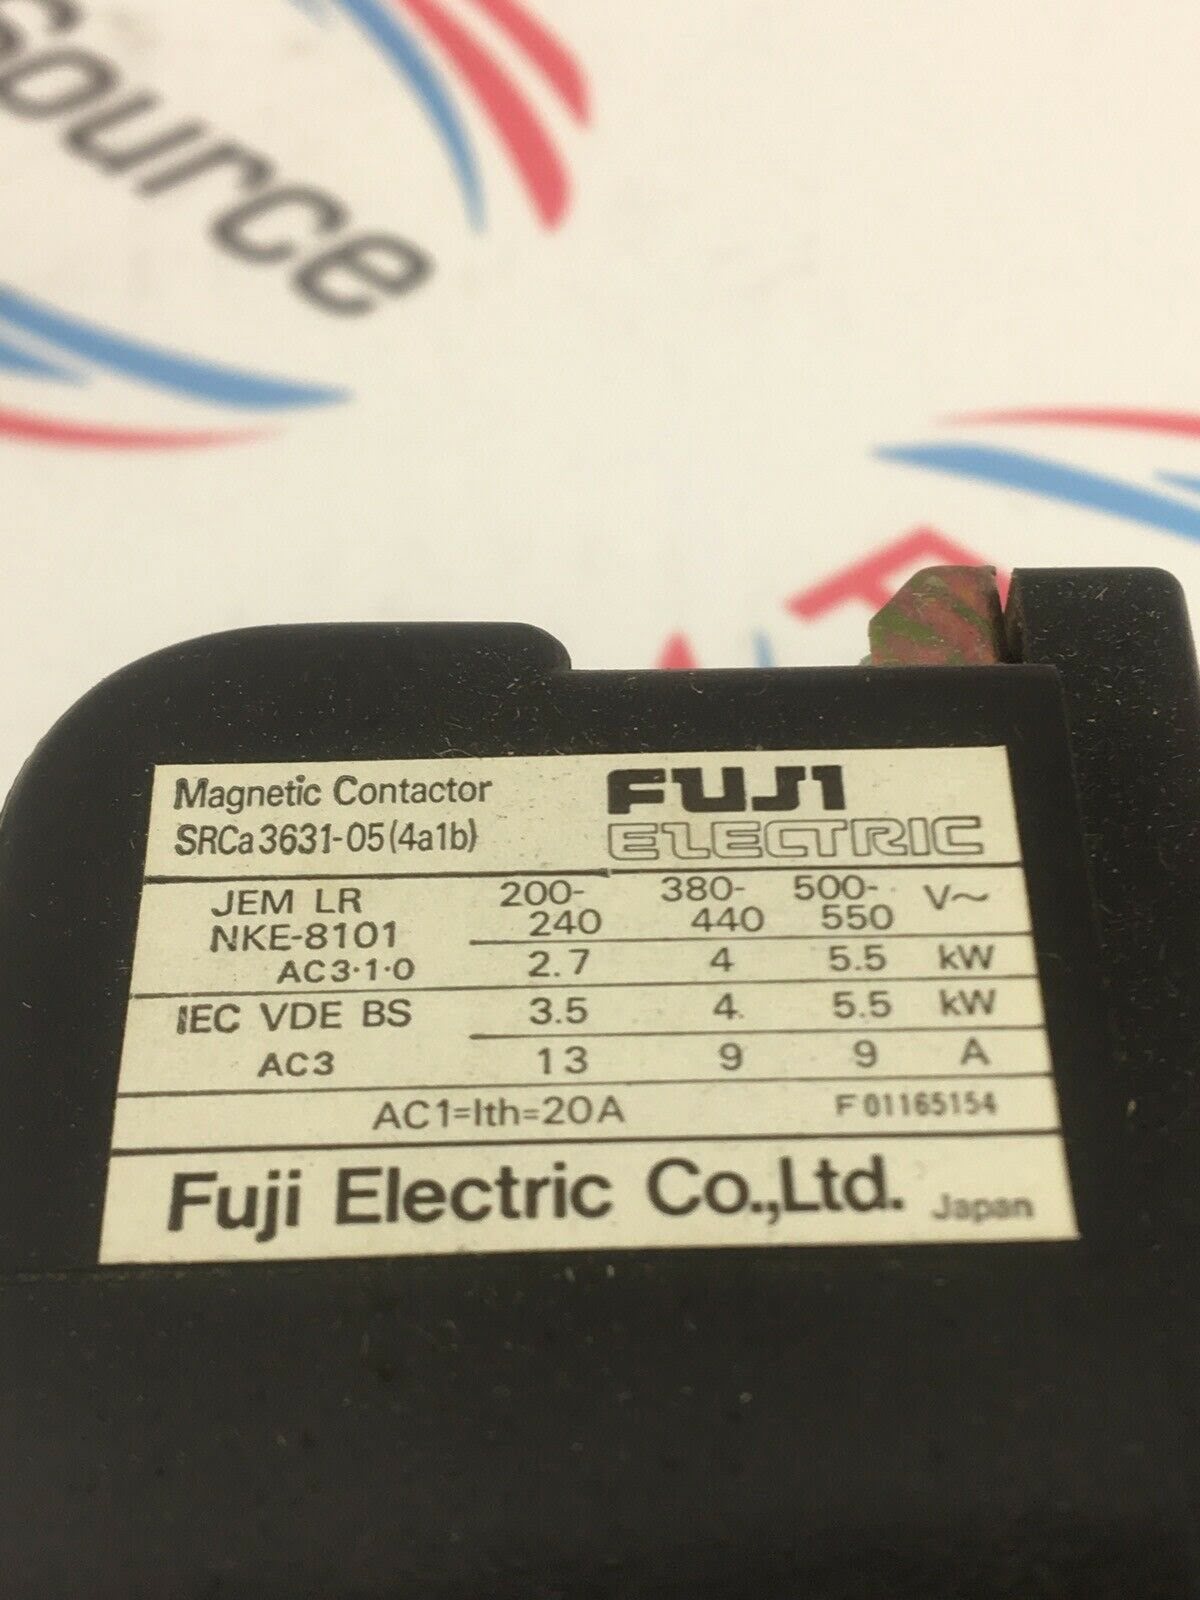 source
Magnetic Contactor
SRCa 3631-05 (4a1b)
FUJI
ELECTRIC
JEM LR
NKE-8101
AC3·1·0
200-240 380-440 500-550 V~
2.7 4 5.5 kW
IEC VDE BS 3.5 4 5.5 kW
AC3 13 9 9 A
AC1=Ith=20A F01165154
Fuji Electric Co.,Ltd. Japan